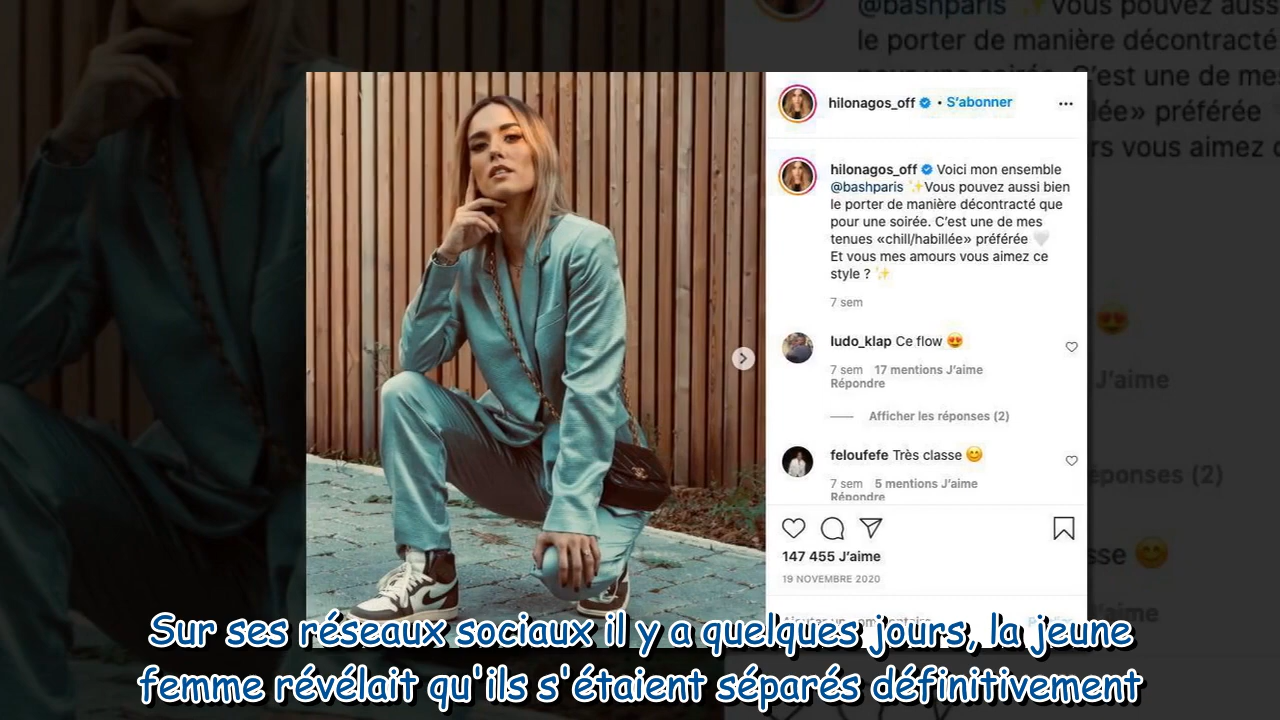 @bashparis ✨Vous pouvez auss
le porter de manière décontracté
C'est une de me
lée» préférée
rs vous aimez c
hilonagos_off • S'abonner
hilonagos_off Voici mon ensemble
@bashparis ✨Vous pouvez aussi bien
le porter de manière décontracté que
pour une soirée. C'est une de mes
tenues «chill/habillée» préférée 🤍
Et vous mes amours vous aimez ce
style ? ✨
7 sem
ludo_klap Ce flow 😍
7 sem 17 mentions J'aime
Répondre
Afficher les réponses (2)
feloufefe Très classe 😊
7 sem 5 mentions J'aime
Répondre
J'aime
éponses (2)
sse 😊
147 455 J'aime
19 NOVEMBRE 2020
Sur ses réseaux sociaux il y a quelques jours, la jeune
femme révélait qu'ils s'étaient séparés définitivement